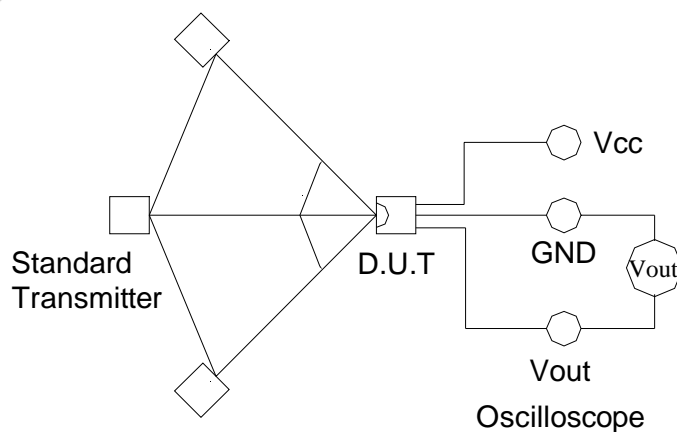 Vcc
Standard
Transmitter
D.U.T
GND
Vout
Vout
Oscilloscope